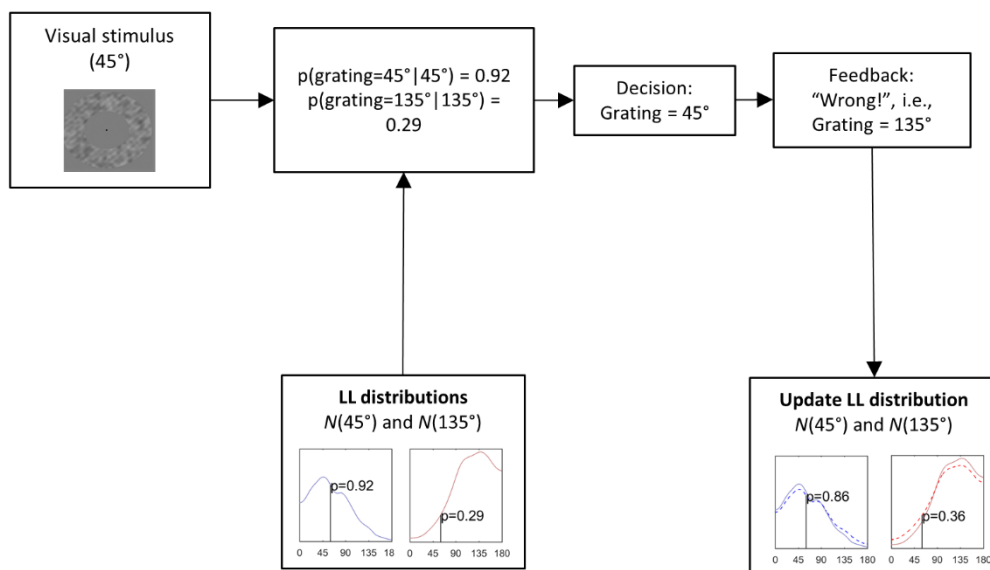 Visual stimulus
(45°)
p(grating=45°|45°) = 0.92
p(grating=135°|135°) =
0.29
Decision:
Grating = 45°
Feedback:
“Wrong!”, i.e.,
Grating = 135°
LL distributions
N(45°) and N(135°)
p=0.92
0 45 90 135 18
p=0.29
0 45 90 135 180
Update LL distribution
N(45°) and N(135°)
p=0.86
0 45 90 135 180
p=0.36
0 45 90 135 180